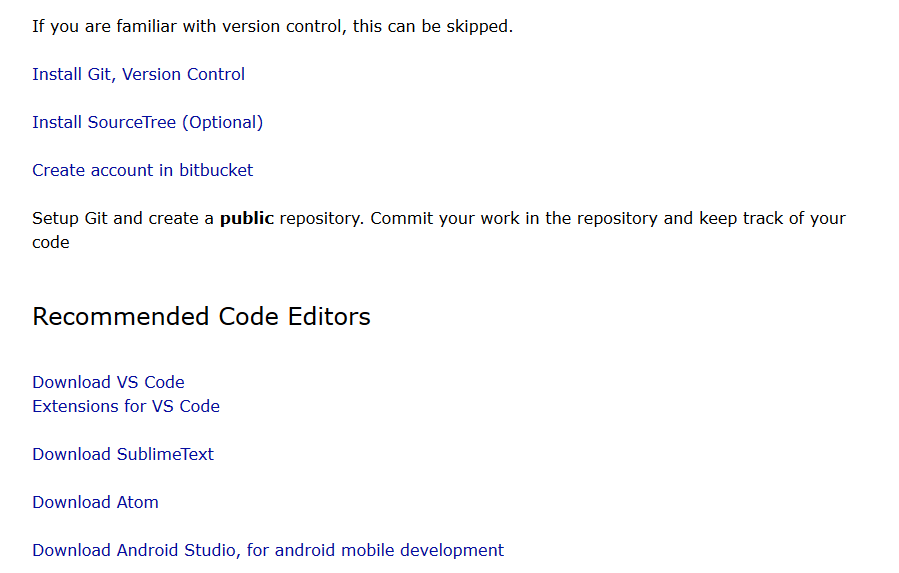 If you are familiar with version control, this can be skipped.
Install Git, Version Control
Install SourceTree (Optional)
Create account in bitbucket
Setup Git and create a public repository. Commit your work in the repository and keep track of your
code
Recommended Code Editors
Download VS Code
Extensions for VS Code
Download SublimeText
Download Atom
Download Android Studio, for android mobile development